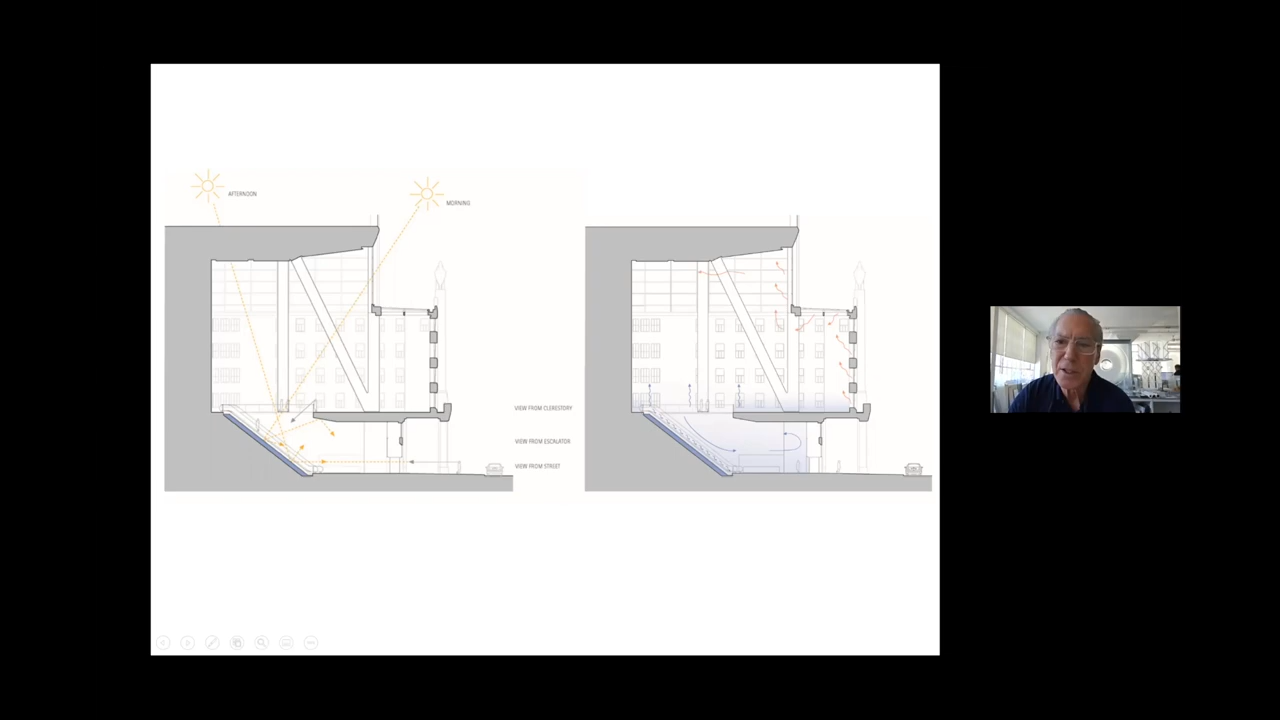 AFTERNOON
MORNING
VIEW FROM CLERESTORY
VIEW FROM ESCALATOR
VIEW FROM STREET